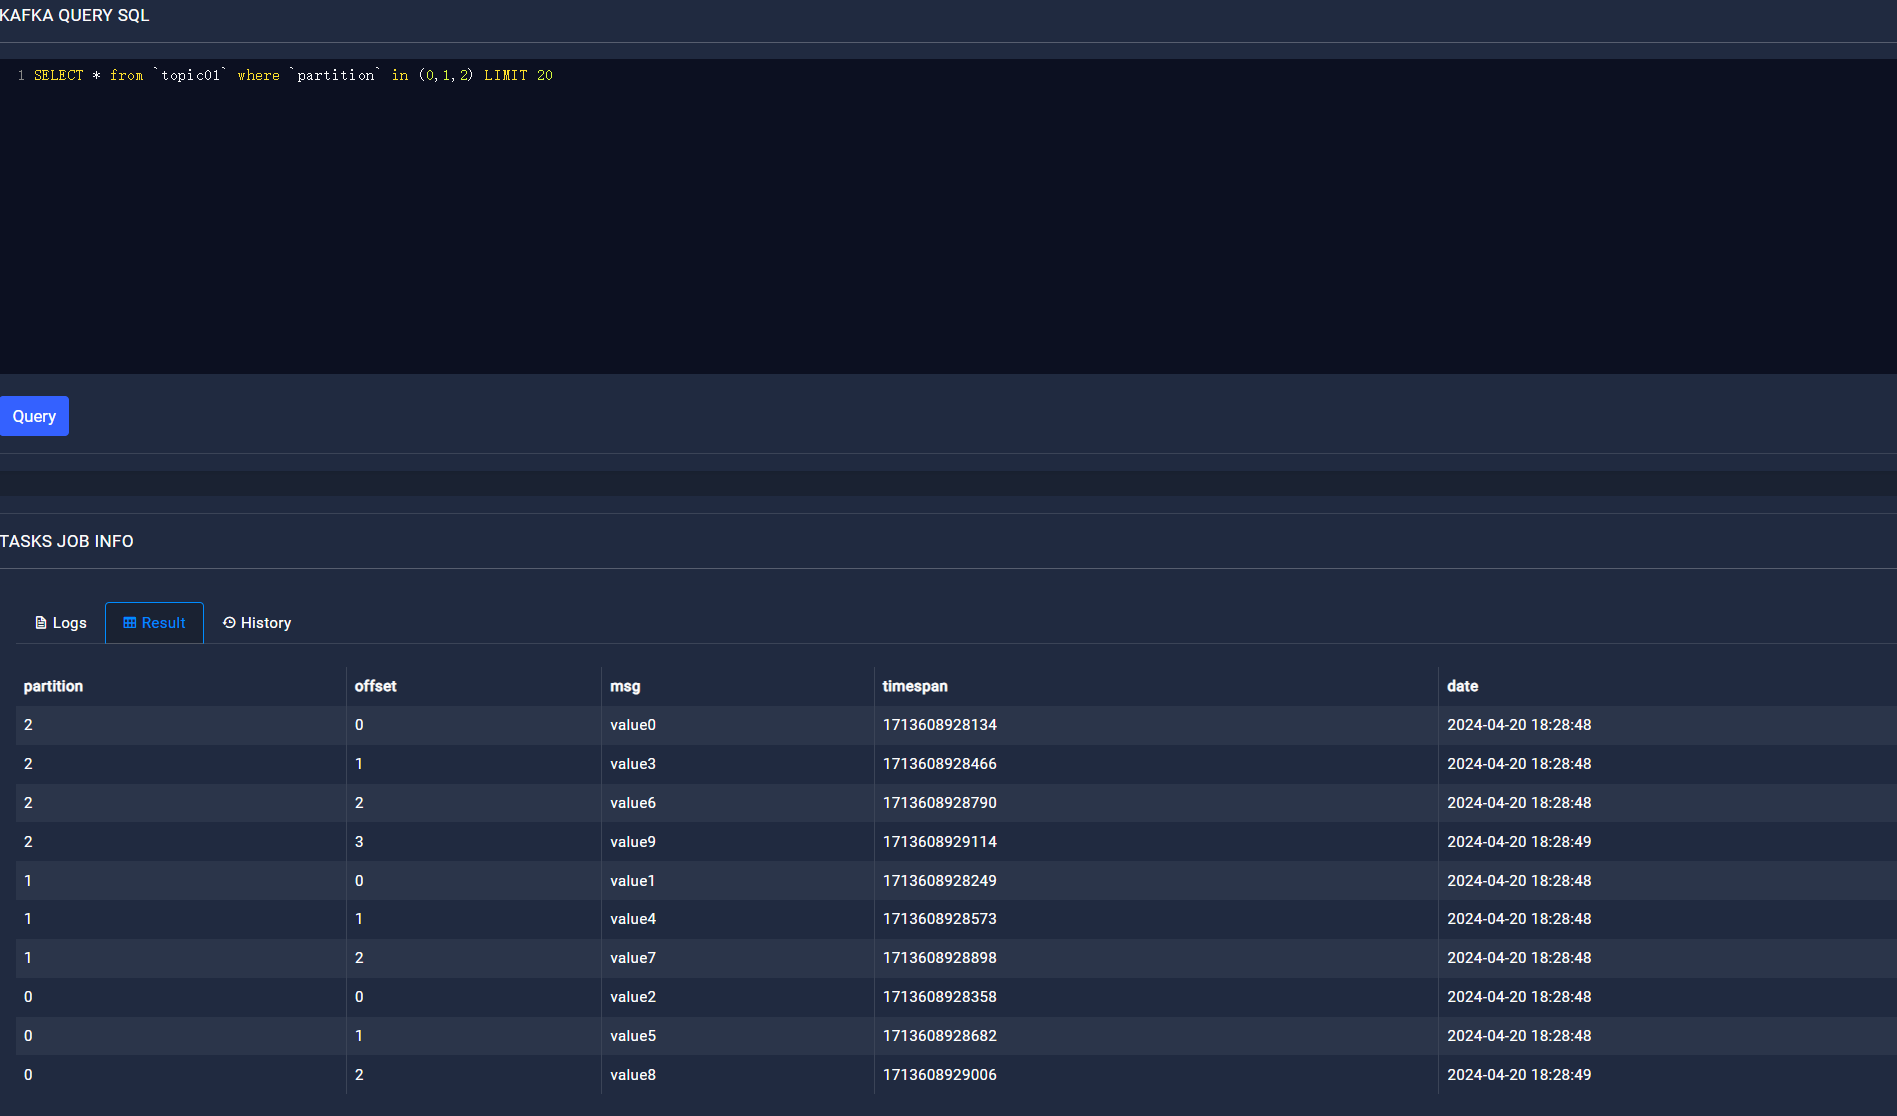 KAFKA QUERY SQL
1 SELECT * from `topic01` where `partition` in (0,1,2) LIMIT 20
Query
TASKS JOB INFO
Logs Result History
partition offset msg timespan date
2 0 value0 1713608928134 2024-04-20 18:28:48
2 1 value3 1713608928466 2024-04-20 18:28:48
2 2 value6 1713608928790 2024-04-20 18:28:48
2 3 value9 1713608929114 2024-04-20 18:28:49
1 0 value1 1713608928249 2024-04-20 18:28:48
1 1 value4 1713608928573 2024-04-20 18:28:48
1 2 value7 1713608928898 2024-04-20 18:28:48
0 0 value2 1713608928358 2024-04-20 18:28:48
0 1 value5 1713608928682 2024-04-20 18:28:48
0 2 value8 1713608929006 2024-04-20 18:28:49